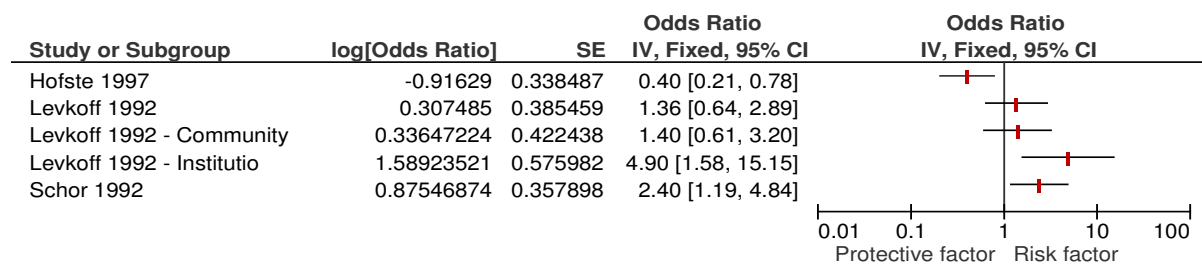 Odds Ratio Odds Ratio
Study or Subgroup log[Odds Ratio] SE IV, Fixed, 95% CI IV, Fixed, 95% CI
Hofste 1997 -0.91629 0.338487 0.40 [0.21, 0.78]
Levkoff 1992 0.307485 0.385459 1.36 [0.64, 2.89]
Levkoff 1992 - Community 0.33647224 0.422438 1.40 [0.61, 3.20]
Levkoff 1992 - Institutio 1.58923521 0.575982 4.90 [1.58, 15.15]
Schor 1992 0.87546874 0.357898 2.40 [1.19, 4.84]
0.01 0.1 1 10 100
Protective factor Risk factor